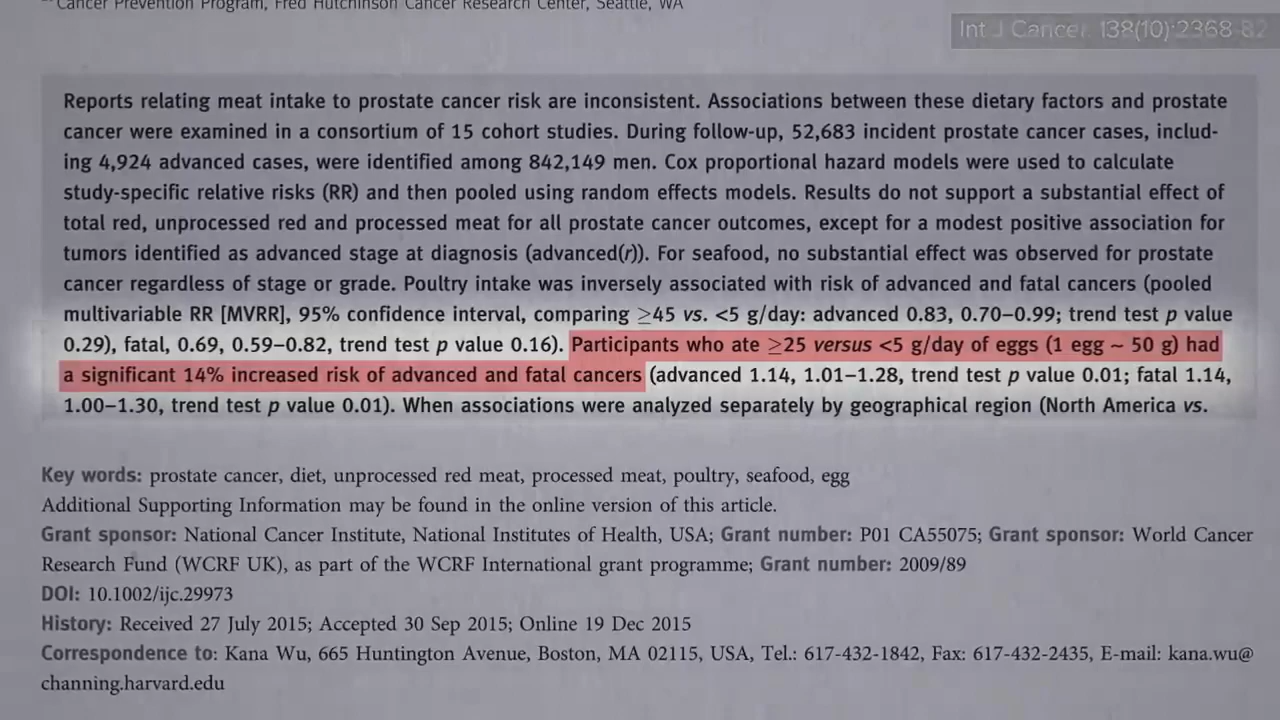 Cancer Prevention Program, Fred Hutchinson Cancer Research Center, Seattle, WA
Int J Cancer. 138(10):2368-82
Reports relating meat intake to prostate cancer risk are inconsistent. Associations between these dietary factors and prostate
cancer were examined in a consortium of 15 cohort studies. During follow-up, 52,683 incident prostate cancer cases, includ-
ing 4,924 advanced cases, were identified among 842,149 men. Cox proportional hazard models were used to calculate
study-specific relative risks (RR) and then pooled using random effects models. Results do not support a substantial effect of
total red, unprocessed red and processed meat for all prostate cancer outcomes, except for a modest positive association for
tumors identified as advanced stage at diagnosis (advanced(r)). For seafood, no substantial effect was observed for prostate
cancer regardless of stage or grade. Poultry intake was inversely associated with risk of advanced and fatal cancers (pooled
multivariable RR [MVRR], 95% confidence interval, comparing ≥45 vs. <5 g/day: advanced 0.83, 0.70–0.99; trend test p value
0.29), fatal, 0.69, 0.59–0.82, trend test p value 0.16). Participants who ate ≥25 versus <5 g/day of eggs (1 egg ~ 50 g) had
a significant 14% increased risk of advanced and fatal cancers (advanced 1.14, 1.01–1.28, trend test p value 0.01; fatal 1.14,
1.00–1.30, trend test p value 0.01). When associations were analyzed separately by geographical region (North America vs.
Key words: prostate cancer, diet, unprocessed red meat, processed meat, poultry, seafood, egg
Additional Supporting Information may be found in the online version of this article.
Grant sponsor: National Cancer Institute, National Institutes of Health, USA; Grant number: P01 CA55075; Grant sponsor: World Cancer
Research Fund (WCRF UK), as part of the WCRF International grant programme; Grant number: 2009/89
DOI: 10.1002/ijc.29973
History: Received 27 July 2015; Accepted 30 Sep 2015; Online 19 Dec 2015
Correspondence to: Kana Wu, 665 Huntington Avenue, Boston, MA 02115, USA, Tel.: 617-432-1842, Fax: 617-432-2435, E-mail: kana.wu@
channing.harvard.edu